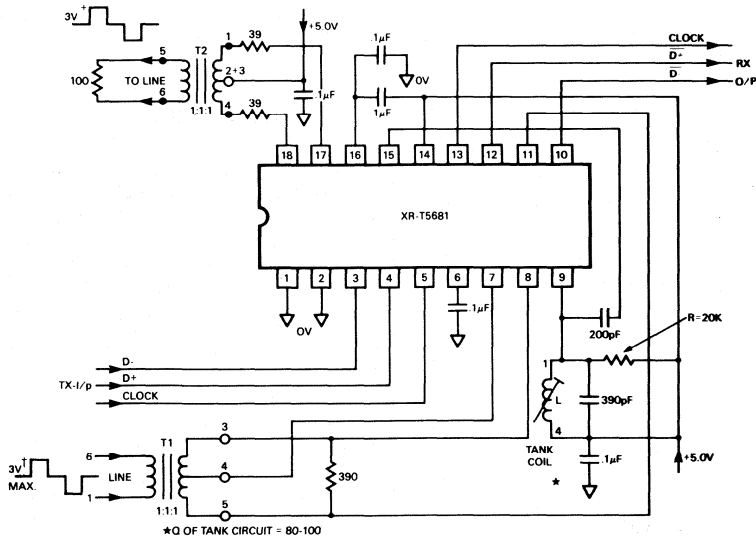 3V +
1
39
+5.0V
5
T2
2+3
100
TO LINE
6
1:1:1
4
39
.1μF
.1μF
0V
.1μF
CLOCK
D+
RX
D
O/P
18
17
16
15
14
13
12
11
10
XR-T5681
1
2
3
4
5
6
7
8
9
0V
.1μF
200pF
R=20K
D-
TX-I/p
D+
CLOCK
1
L
390pF
4
TANK
COIL
*
.1μF
+5.0V
3V†
MAX.
6
LINE
1
T1
1:1:1
3
4
5
390
*Q OF TANK CIRCUIT = 80-100